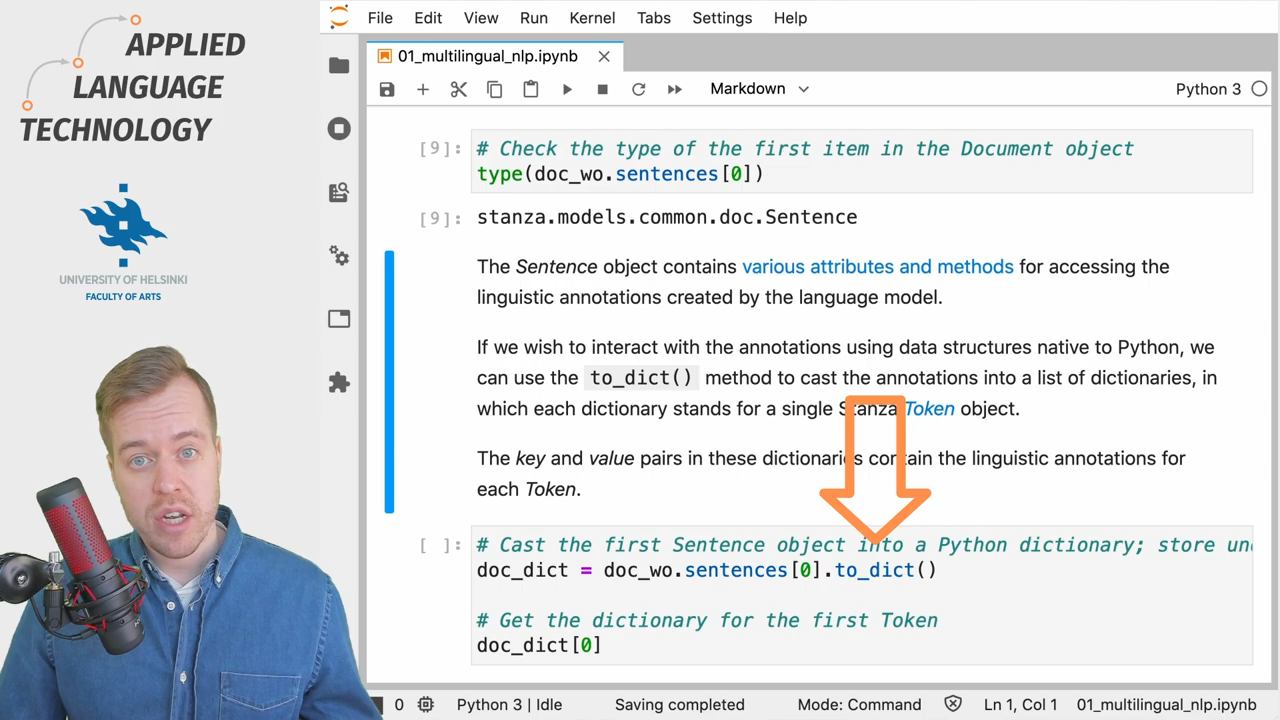 APPLIED
LANGUAGE
TECHNOLOGY
UNIVERSITY OF HELSINKI
FACULTY OF ARTS
File Edit View Run Kernel Tabs Settings Help
01_multilingual_nlp.ipynb
Markdown
Python 3
[9]: # Check the type of the first item in the Document object
type(doc_wo.sentences[0])
[9]: stanza.models.common.doc.Sentence
The Sentence object contains various attributes and methods for accessing the
linguistic annotations created by the language model.
If we wish to interact with the annotations using data structures native to Python, we
can use the to_dict() method to cast the annotations into a list of dictionaries, in
which each dictionary stands for a single Stanza Token object.
The key and value pairs in these dictionaries contain the linguistic annotations for
each Token.
[ ]: # Cast the first Sentence object into a Python dictionary; store
doc_dict = doc_wo.sentences[0].to_dict()
# Get the dictionary for the first Token
doc_dict[0]
0 Python 3 | Idle Saving completed Mode: Command Ln 1, Col 1 01_multilingual_nlp.ipynb